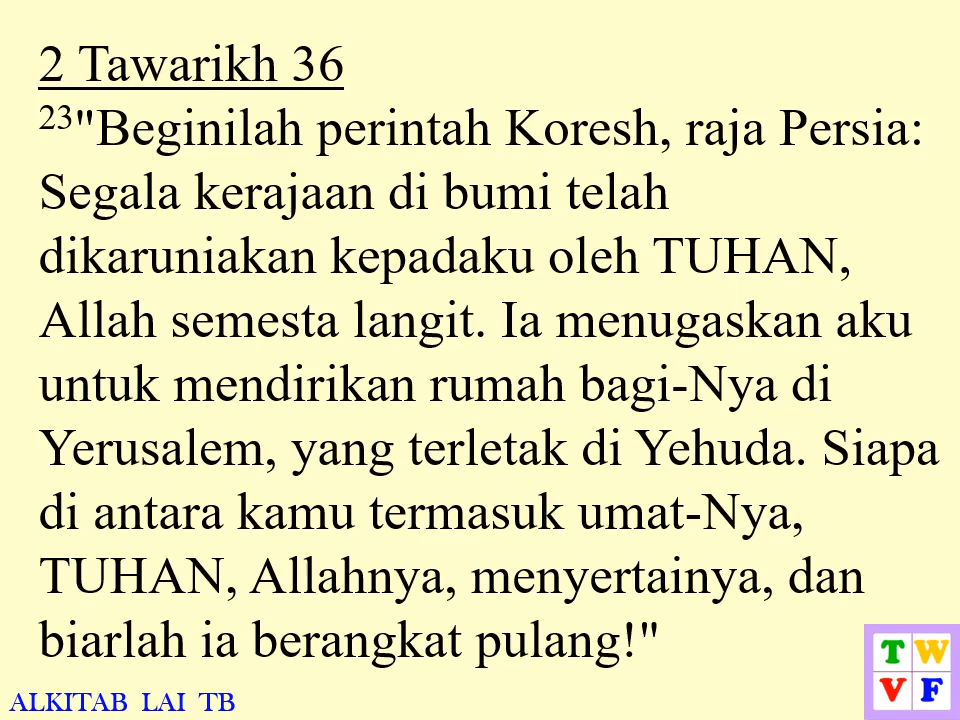 2 Tawarikh 36
23"Beginilah perintah Koresh, raja Persia:
Segala kerajaan di bumi telah
dikaruniakan kepadaku oleh TUHAN,
Allah semesta langit. Ia menugaskan aku
untuk mendirikan rumah bagi-Nya di
Yerusalem, yang terletak di Yehuda. Siapa
di antara kamu termasuk umat-Nya,
TUHAN, Allahnya, menyertainya, dan
biarlah ia berangkat pulang!"
ALKITAB LAI TB
T W
V F